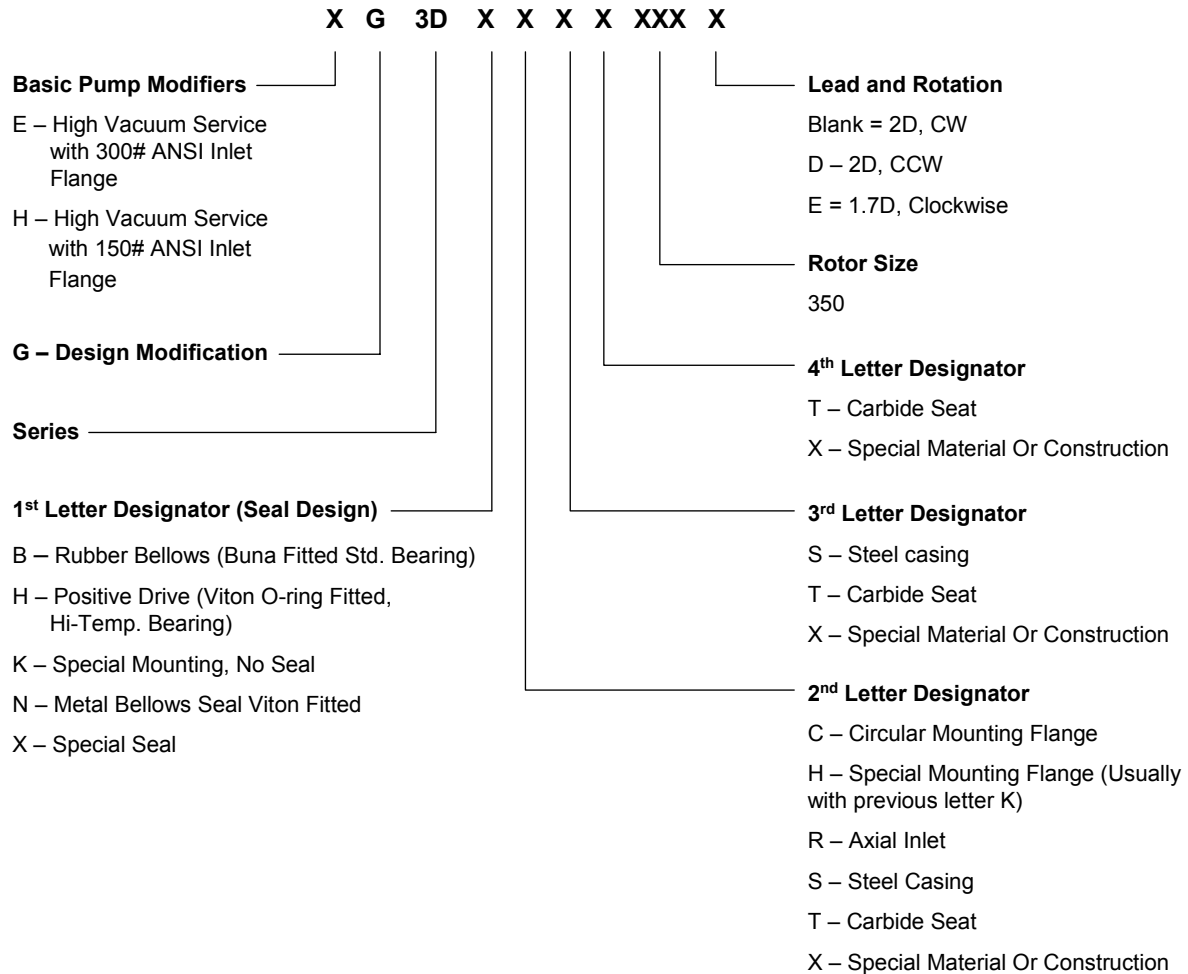 X G 3D X X X X XXX X
Basic Pump Modifiers
E – High Vacuum Service
with 300# ANSI Inlet
Flange
H – High Vacuum Service
with 150# ANSI Inlet
Flange
G – Design Modification
Series
1st Letter Designator (Seal Design)
B – Rubber Bellows (Buna Fitted Std. Bearing)
H – Positive Drive (Viton O-ring Fitted,
Hi-Temp. Bearing)
K – Special Mounting, No Seal
N – Metal Bellows Seal Viton Fitted
X – Special Seal
Lead and Rotation
Blank = 2D, CW
D – 2D, CCW
E = 1.7D, Clockwise
Rotor Size
350
4th Letter Designator
T – Carbide Seat
X – Special Material Or Construction
3rd Letter Designator
S – Steel casing
T – Carbide Seat
X – Special Material Or Construction
2nd Letter Designator
C – Circular Mounting Flange
H – Special Mounting Flange (Usually
with previous letter K)
R – Axial Inlet
S – Steel Casing
T – Carbide Seat
X – Special Material Or Construction